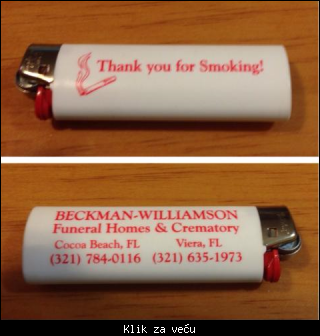 Thank you for Smoking!
BECKMAN-WILLIAMSON
Funeral Homes & Crematory
Cocoa Beach, FL Viera, FL
(321) 784-0116 (321) 635-1973
Klik za veću